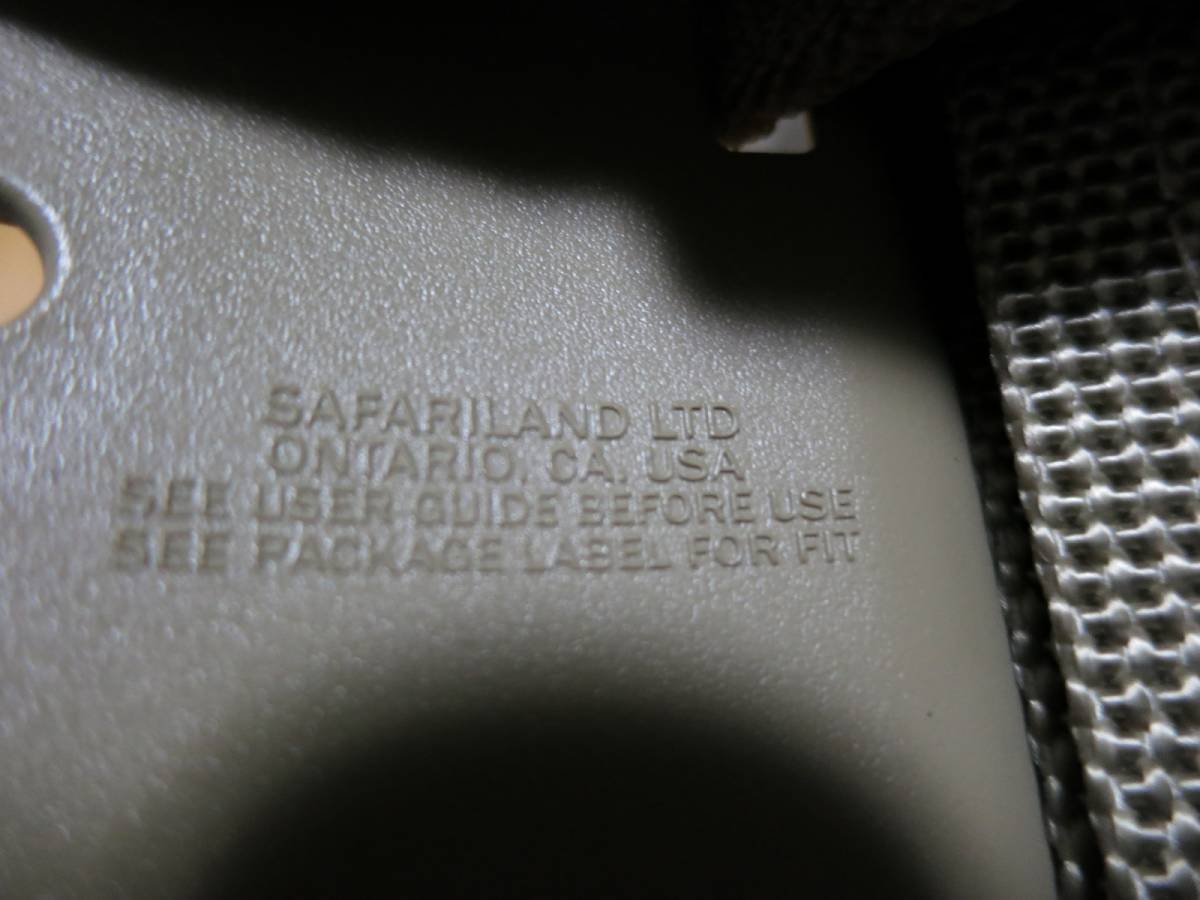 SAFARILAND LTD
ONTARIO, CA. USA
SEE USER GUIDE BEFORE USE
SEE PACKAGE LABEL FOR FIT